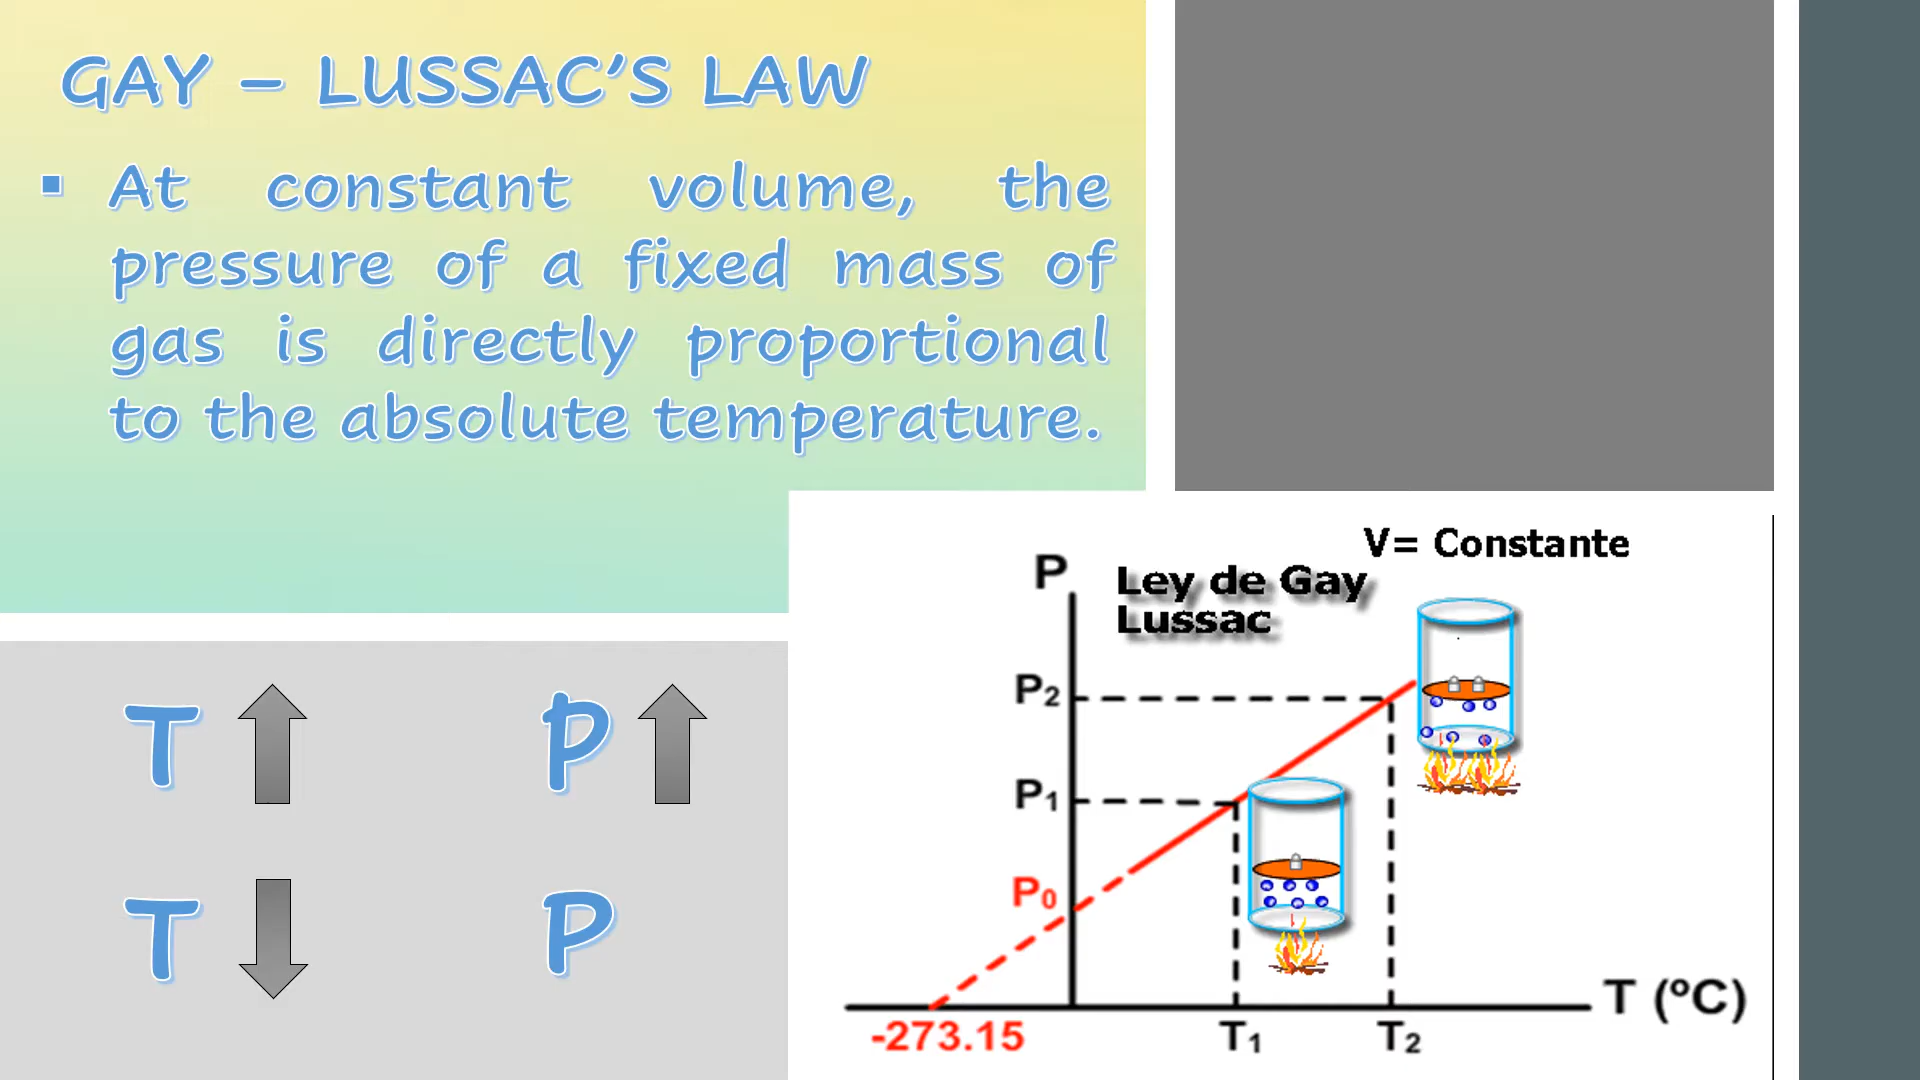 GAY – LUSSAC’S LAW
▪ At constant volume, the
pressure of a fixed mass of
gas is directly proportional
to the absolute temperature.
T P
T P
V= Constante
P
Ley de Gay
Lussac
P₂
P₁
P₀
T (ºC)
-273.15 T₁ T₂